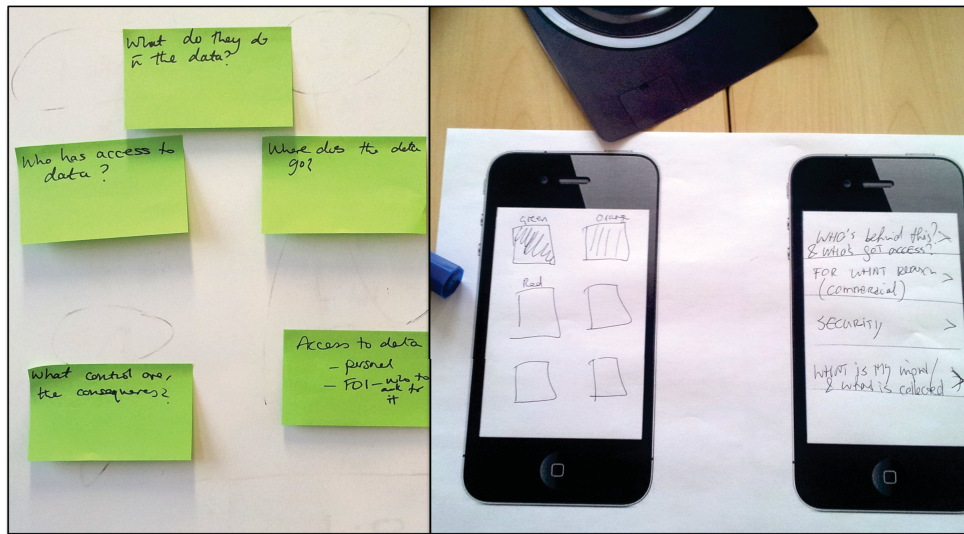 What do they do
in the data?
Who has access to
data?
Where does the data
go?
What control are,
the consequences?
Access to data
– personal
– FOI – who to
ask for
it
Green
Orange
Red
WHO's behind this? >
& WHO's GOT ACCESS?
FOR WHAT REASON >
(COMMERCIAL)
SECURITY >
WHAT IS MY INPUT/ >
& what is collected